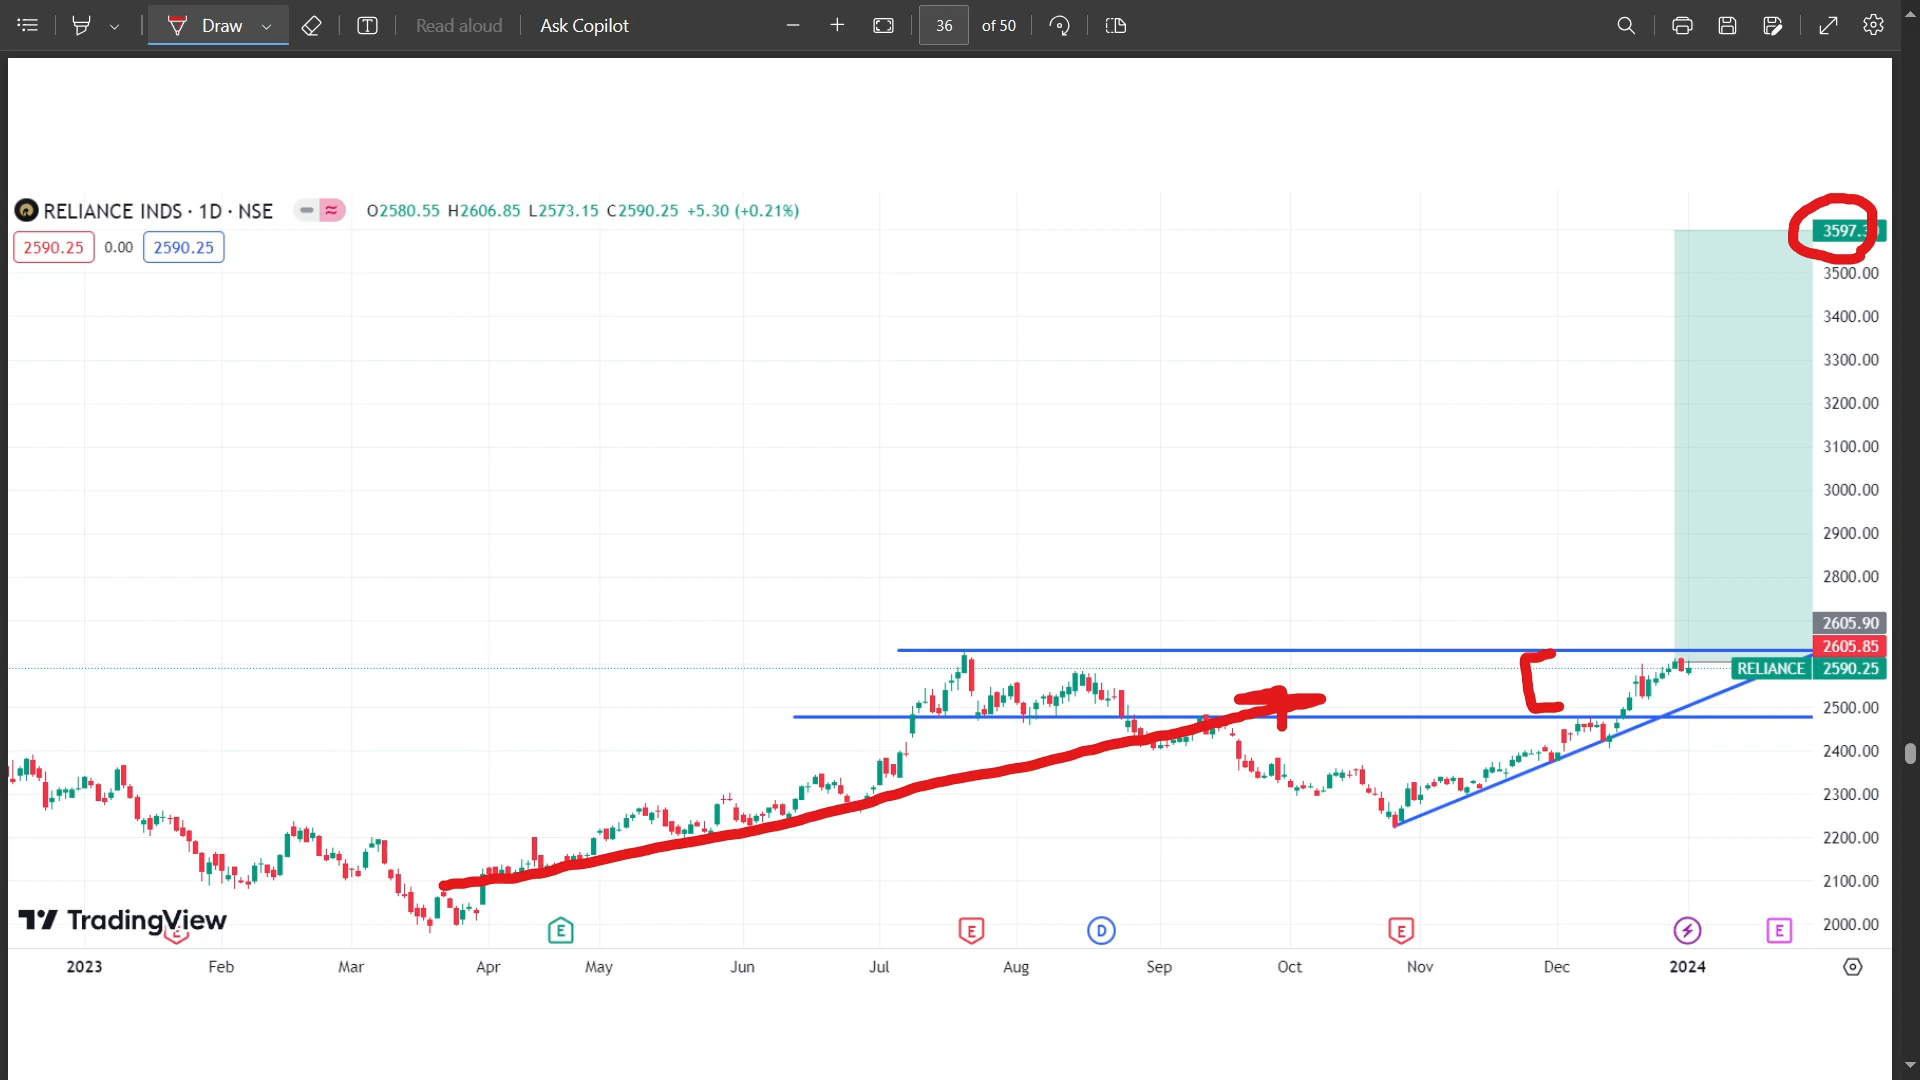 Draw
Read aloud
Ask Copilot
36 of 50
RELIANCE INDS · 1D · NSE
O2580.55 H2606.85 L2573.15 C2590.25 +5.30 (+0.21%)
2590.25 0.00 2590.25
3500.00
3400.00
3300.00
3200.00
3100.00
3000.00
2900.00
2800.00
2605.90
2605.85
RELIANCE 2590.25
2500.00
2400.00
2300.00
2200.00
2100.00
2000.00
TradingView
E E E D E E
2023 Feb Mar Apr May Jun Jul Aug Sep Oct Nov Dec 2024